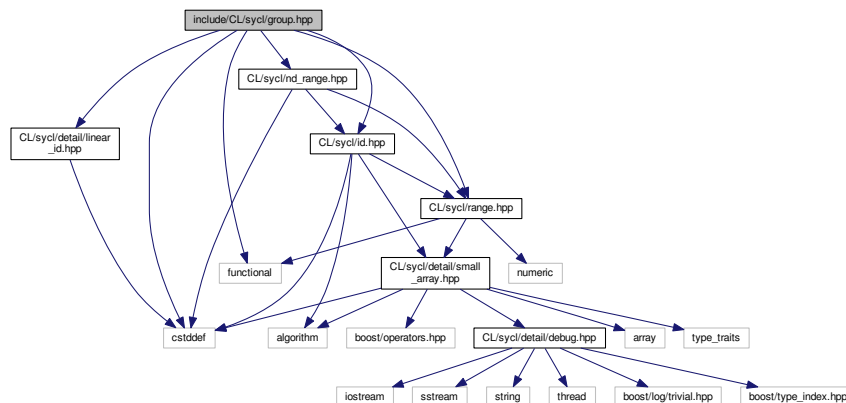 include/CL/sycl/group.hpp
CL/sycl/nd_range.hpp
CL/sycl/detail/linear
_id.hpp
CL/sycl/id.hpp
CL/sycl/range.hpp
functional
CL/sycl/detail/small
_array.hpp
numeric
cstddef
algorithm
boost/operators.hpp
CL/sycl/detail/debug.hpp
array
type_traits
iostream
sstream
string
thread
boost/log/trivial.hpp
boost/type_index.hpp